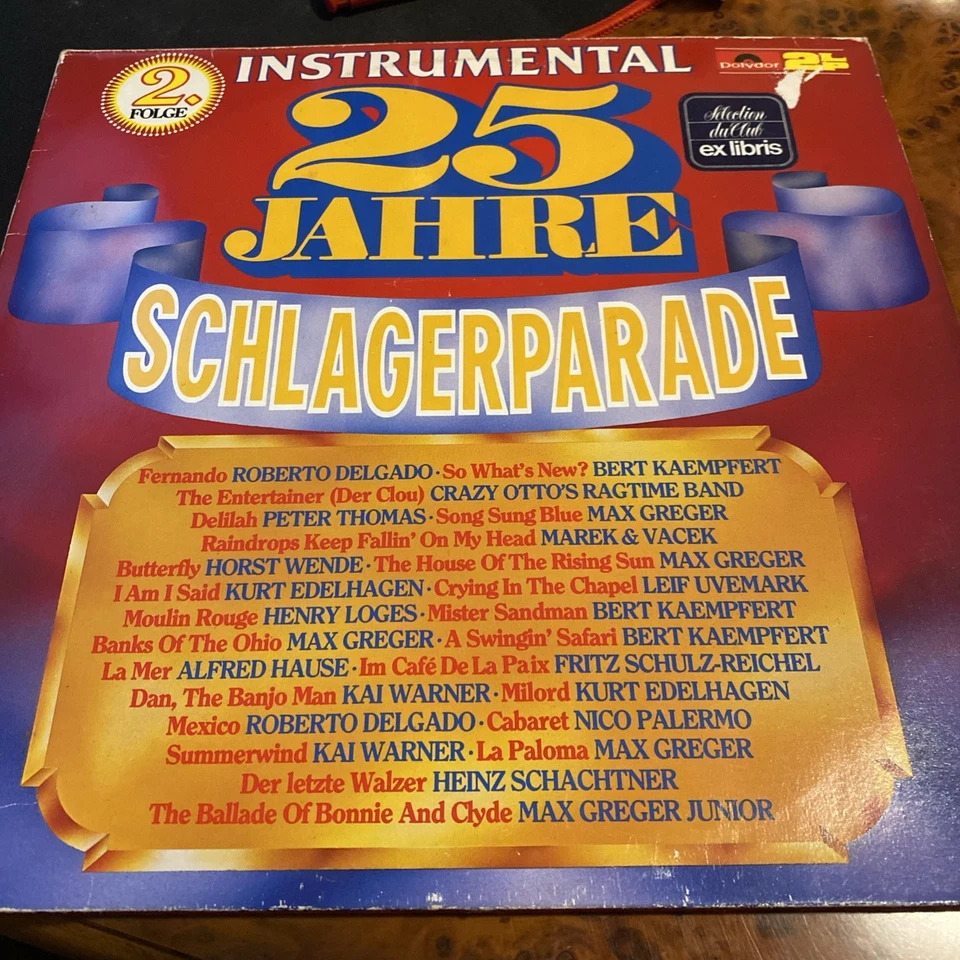 2.
FOLGE
INSTRUMENTAL
Polydor 2LP
Sélection
du Club
ex libris
25
JAHRE
SCHLAGERPARADE
Fernando ROBERTO DELGADO · So What's New? BERT KAEMPFERT
The Entertainer (Der Clou) CRAZY OTTO'S RAGTIME BAND
Delilah PETER THOMAS · Song Sung Blue MAX GREGER
Raindrops Keep Fallin' On My Head MAREK & VACEK
Butterfly HORST WENDE · The House Of The Rising Sun MAX GREGER
I Am I Said KURT EDELHAGEN · Crying In The Chapel LEIF UVEMARK
Moulin Rouge HENRY LOGES · Mister Sandman BERT KAEMPFERT
Banks Of The Ohio MAX GREGER · A Swingin' Safari BERT KAEMPFERT
La Mer ALFRED HAUSE · Im Café De La Paix FRITZ SCHULZ-REICHEL
Dan, The Banjo Man KAI WARNER · Milord KURT EDELHAGEN
Mexico ROBERTO DELGADO · Cabaret NICO PALERMO
Summerwind KAI WARNER · La Paloma MAX GREGER
Der letzte Walzer HEINZ SCHACHTNER
The Ballade Of Bonnie And Clyde MAX GREGER JUNIOR